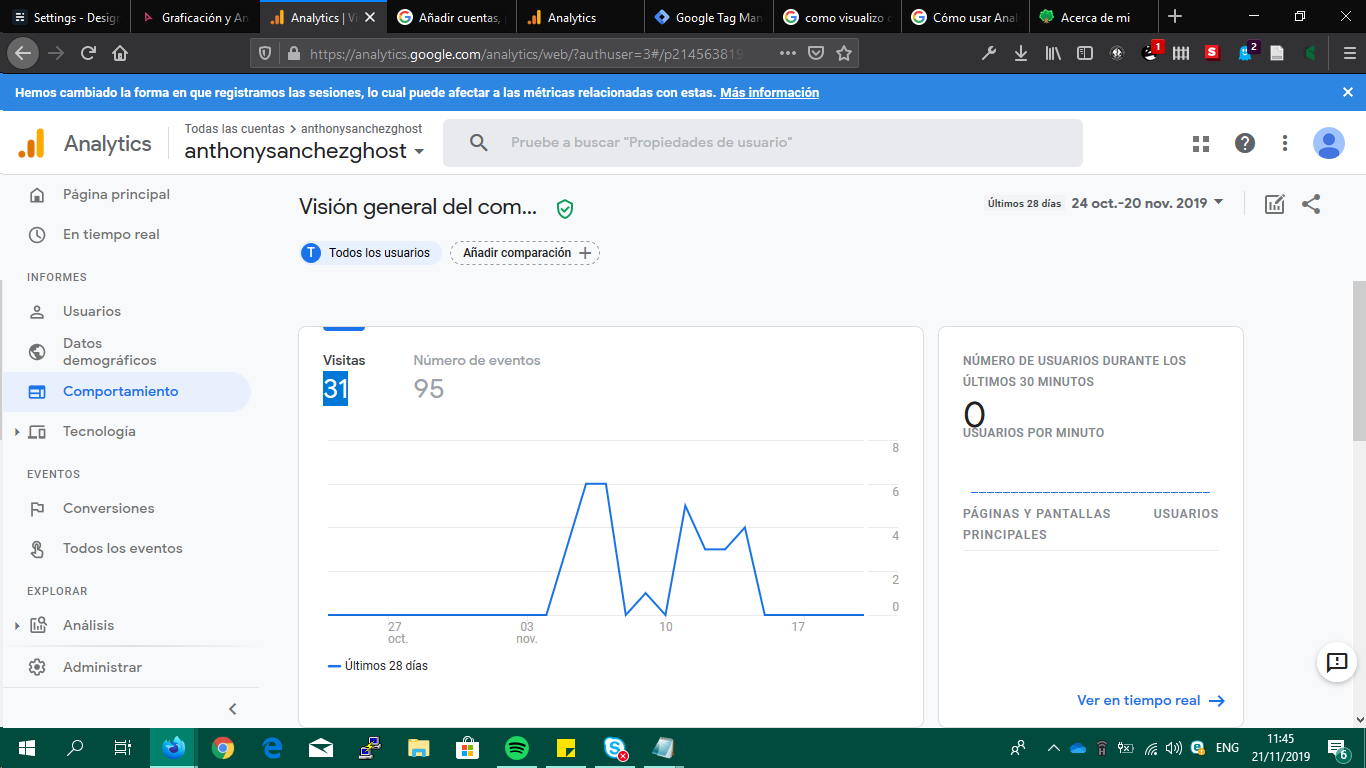 Settings - Design
Graficación y An
Analytics | Vi
Añadir cuentas,
Analytics
Google Tag Man
como visualizo
Cómo usar Anal
Acerca de mi
https://analytics.google.com/analytics/web/?authuser=3#/p214563819
1
S
2
Hemos cambiado la forma en que registramos las sesiones, lo cual puede afectar a las métricas relacionadas con estas. Más información
Analytics
Todas las cuentas > anthonysanchezghost
anthonysanchezghost
Pruebe a buscar "Propiedades de usuario"
Página principal
En tiempo real
INFORMES
Usuarios
Datos
demográficos
Comportamiento
Tecnología
EVENTOS
Conversiones
Todos los eventos
EXPLORAR
Análisis
Administrar
Visión general del com...
Últimos 28 días 24 oct.-20 nov. 2019
T Todos los usuarios
Añadir comparación +
Visitas
31
Número de eventos
95
8
6
4
2
0
27
oct.
03
nov.
10
17
Últimos 28 días
NÚMERO DE USUARIOS DURANTE LOS
ÚLTIMOS 30 MINUTOS
0
USUARIOS POR MINUTO
PÁGINAS Y PANTALLAS
PRINCIPALES
USUARIOS
Ver en tiempo real
ENG
11:45
21/11/2019
6